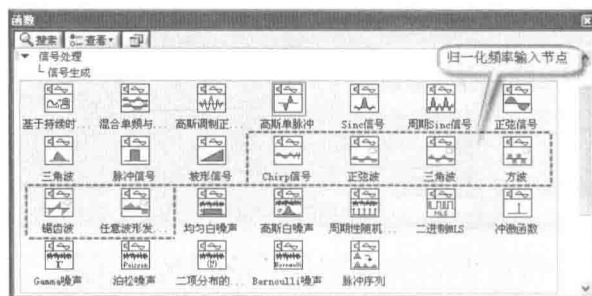 函数
搜索 查看
归一化频率输入节点
信号处理
信号生成
基于持续时... 混合单频与... 高斯调制正... 高斯单脉冲 Sinc信号 周期Sinc信号 正弦信号
三角波 脉冲信号 坡形信号 Chirp信号 正弦波 三角波 方波
锯齿波 任意波形发... 均匀白噪声 高斯白噪声 周期性随机... 二进制MLS 冲激函数
Gamma噪声 泊松噪声 二项分布的... Bernoulli噪声 脉冲序列